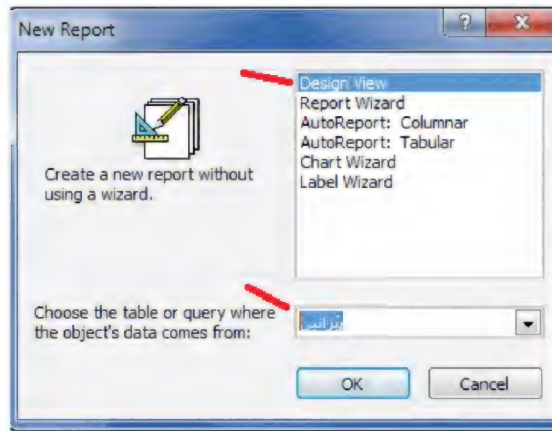 New Report
?
Design View
Report Wizard
AutoReport: Columnar
AutoReport: Tabular
Chart Wizard
Label Wizard
Create a new report without
using a wizard.
Choose the table or query where
the object's data comes from:
OK
Cancel